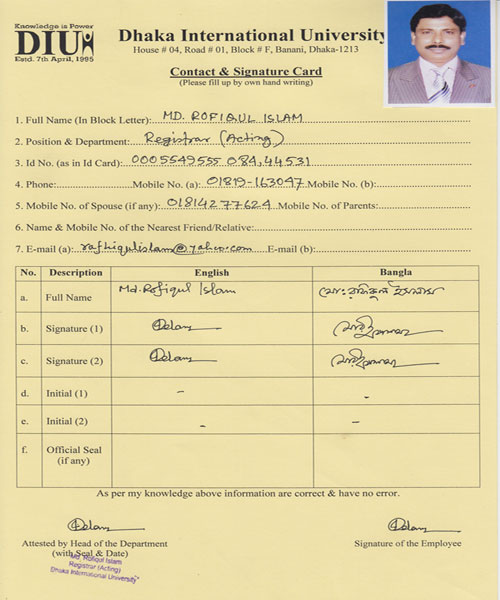 Knowledge is Power
DIU
Estd. 7th April, 1995
Dhaka International University
House # 04, Road # 01, Block # F, Banani, Dhaka-1213
Contact & Signature Card
(Please fill up by own hand writing)
1. Full Name (In Block Letter): MD. ROFIQUL ISLAM
2. Position & Department: Registrar (Acting)
3. Id No. (as in Id Card): 0005549555 084,44531
4. Phone: Mobile No. (a): 01819-163047 Mobile No. (b):
5. Mobile No. of Spouse (if any): 01814277624 Mobile No. of Parents:
6. Name & Mobile No. of the Nearest Friend/Relative:
7. E-mail (a): rafhiqulislam@yahoo.com E-mail (b):
No. Description English Bangla
a. Full Name Md. Rofiqul Islam মোঃ রফিকুল ইসলাম
b. Signature (1)
c. Signature (2)
d. Initial (1) - -
e. Initial (2) - -
f. Official Seal
(if any)
As per my knowledge above information are correct & have no error.
Attested by Head of the Department
(with Seal & Date)
Signature of the Employee
Md. Rofiqul Islam
Registrar (Acting)
Dhaka International University